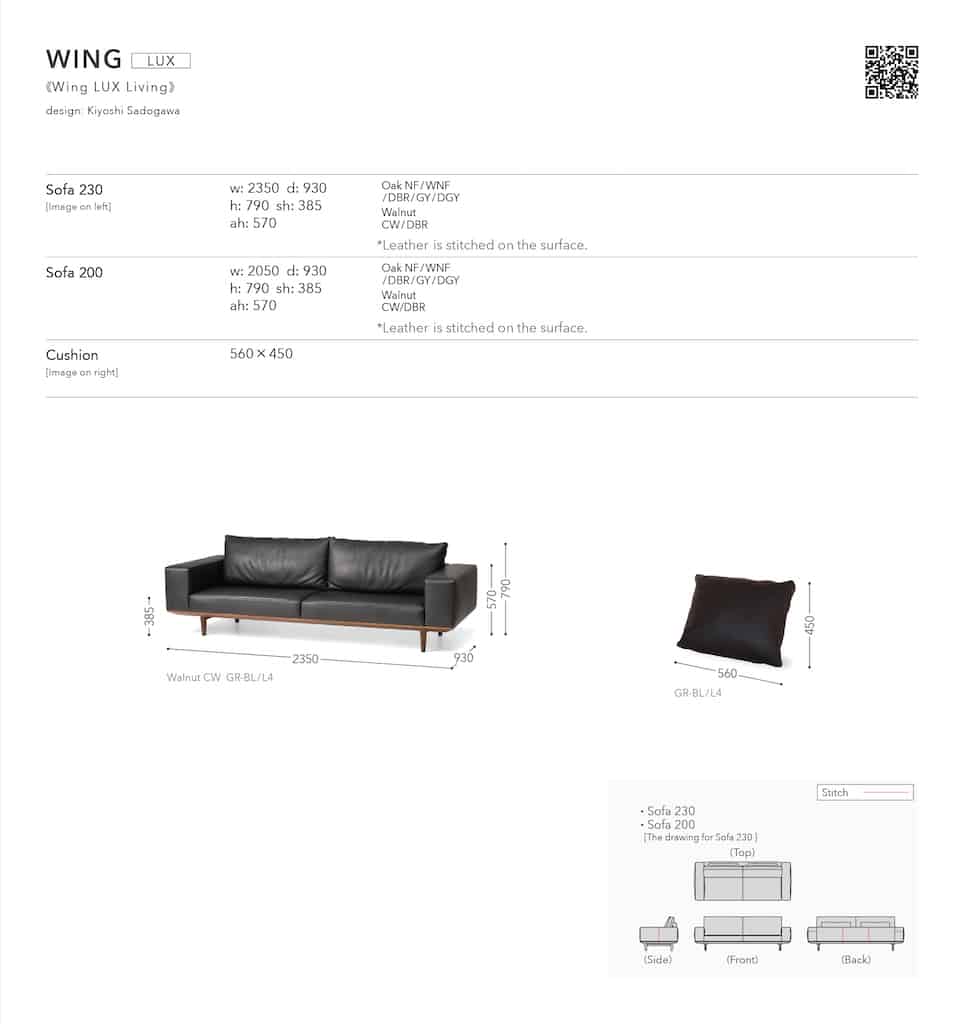 WING LUX
《Wing LUX Living》
design: Kiyoshi Sadogawa
Sofa 230
[Image on left]
w: 2350 d: 930
h: 790 sh: 385
ah: 570
Oak NF/WNF
/DBR/GY/DGY
Walnut
CW/DBR
*Leather is stitched on the surface.
Sofa 200
w: 2050 d: 930
h: 790 sh: 385
ah: 570
Oak NF/WNF
/DBR/GY/DGY
Walnut
CW/DBR
*Leather is stitched on the surface.
Cushion
[Image on right]
560×450
385
2350
930
570
790
Walnut CW GR-BL/L4
450
560
GR-BL/L4
Stitch
・Sofa 230
・Sofa 200
[The drawing for Sofa 230 ]
(Top)
(Side)
(Front)
(Back)